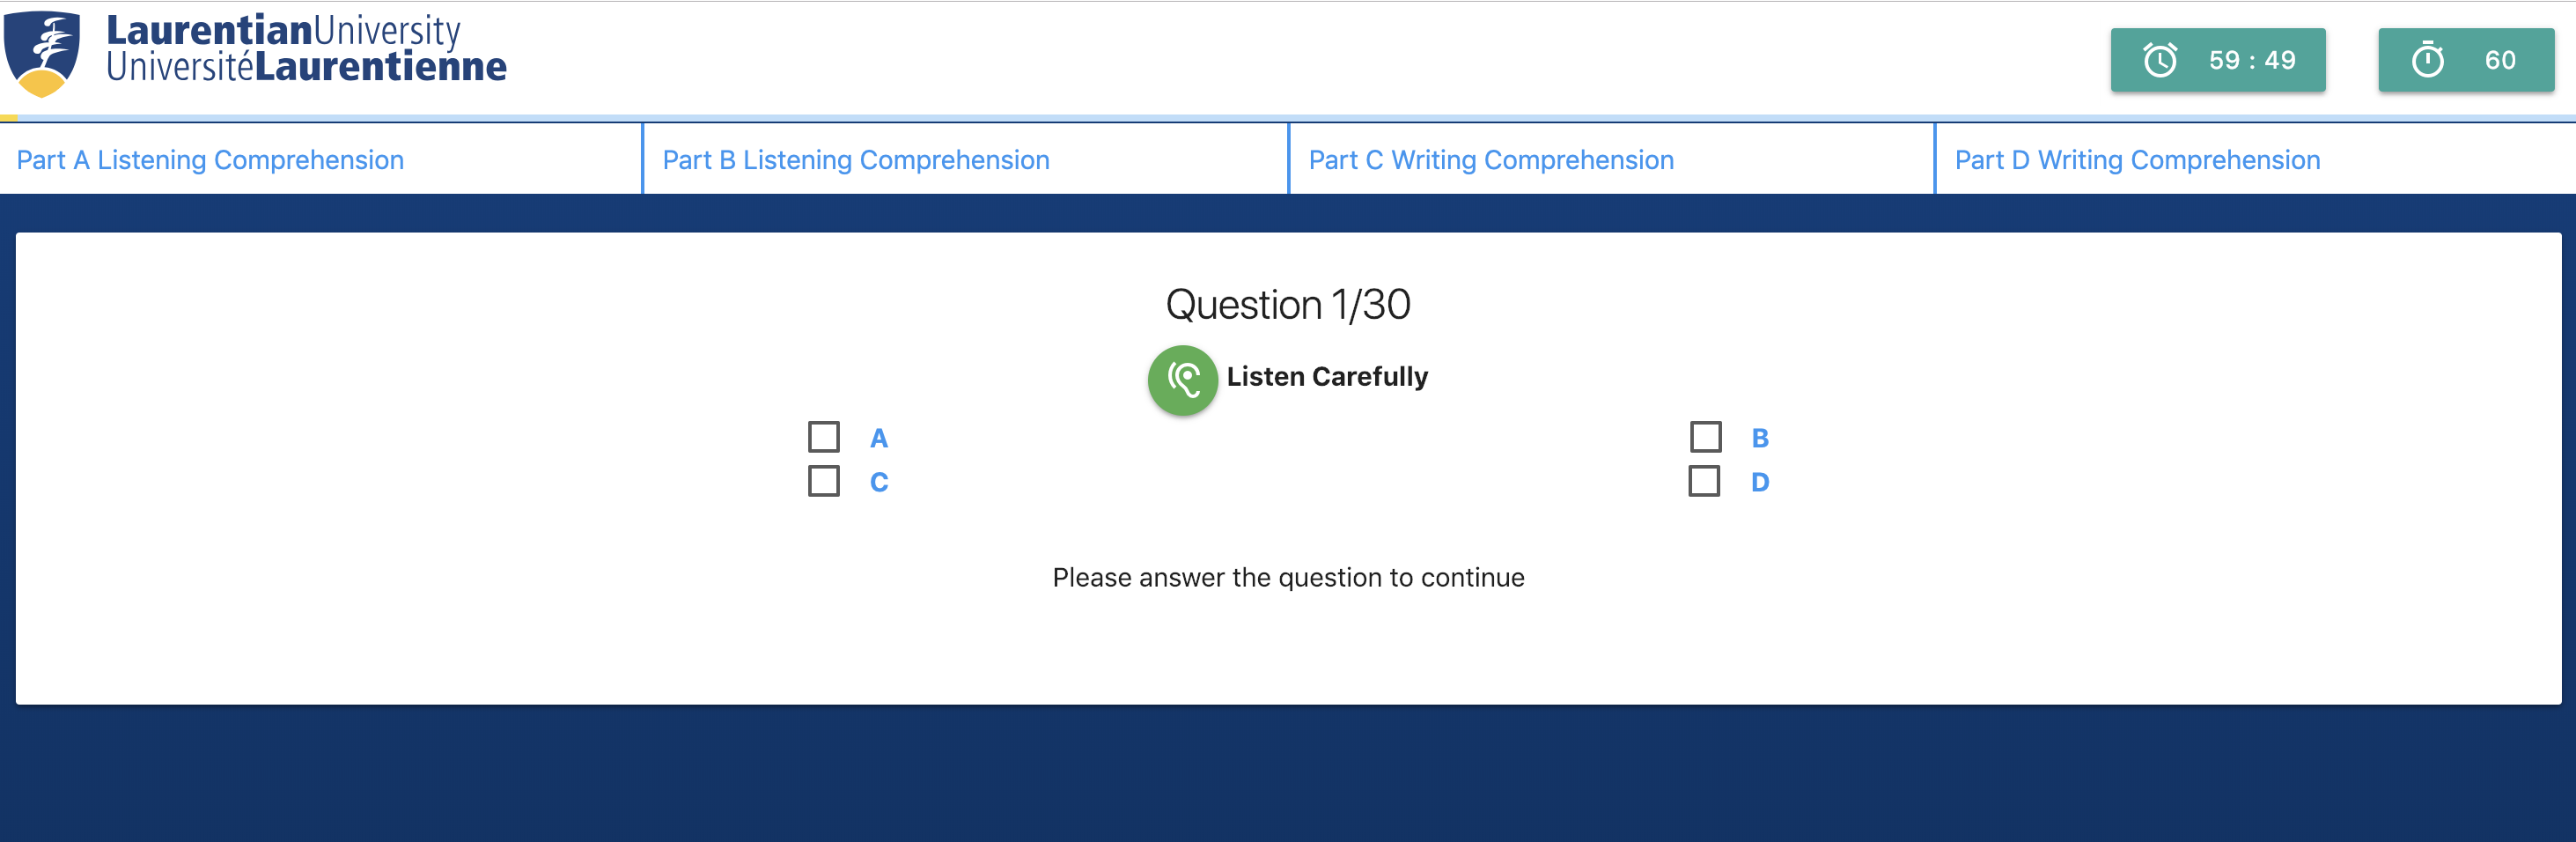 LaurentianUniversity
UniversitéLaurentienne
59 : 49
60
Part A Listening Comprehension
Part B Listening Comprehension
Part C Writing Comprehension
Part D Writing Comprehension
Question 1/30
Listen Carefully
A
B
C
D
Please answer the question to continue